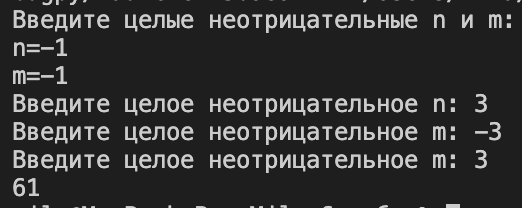 Введите целые неотрицательные n и m:
n=-1
m=-1
Введите целое неотрицательное n: 3
Введите целое неотрицательное m: -3
Введите целое неотрицательное m: 3
61